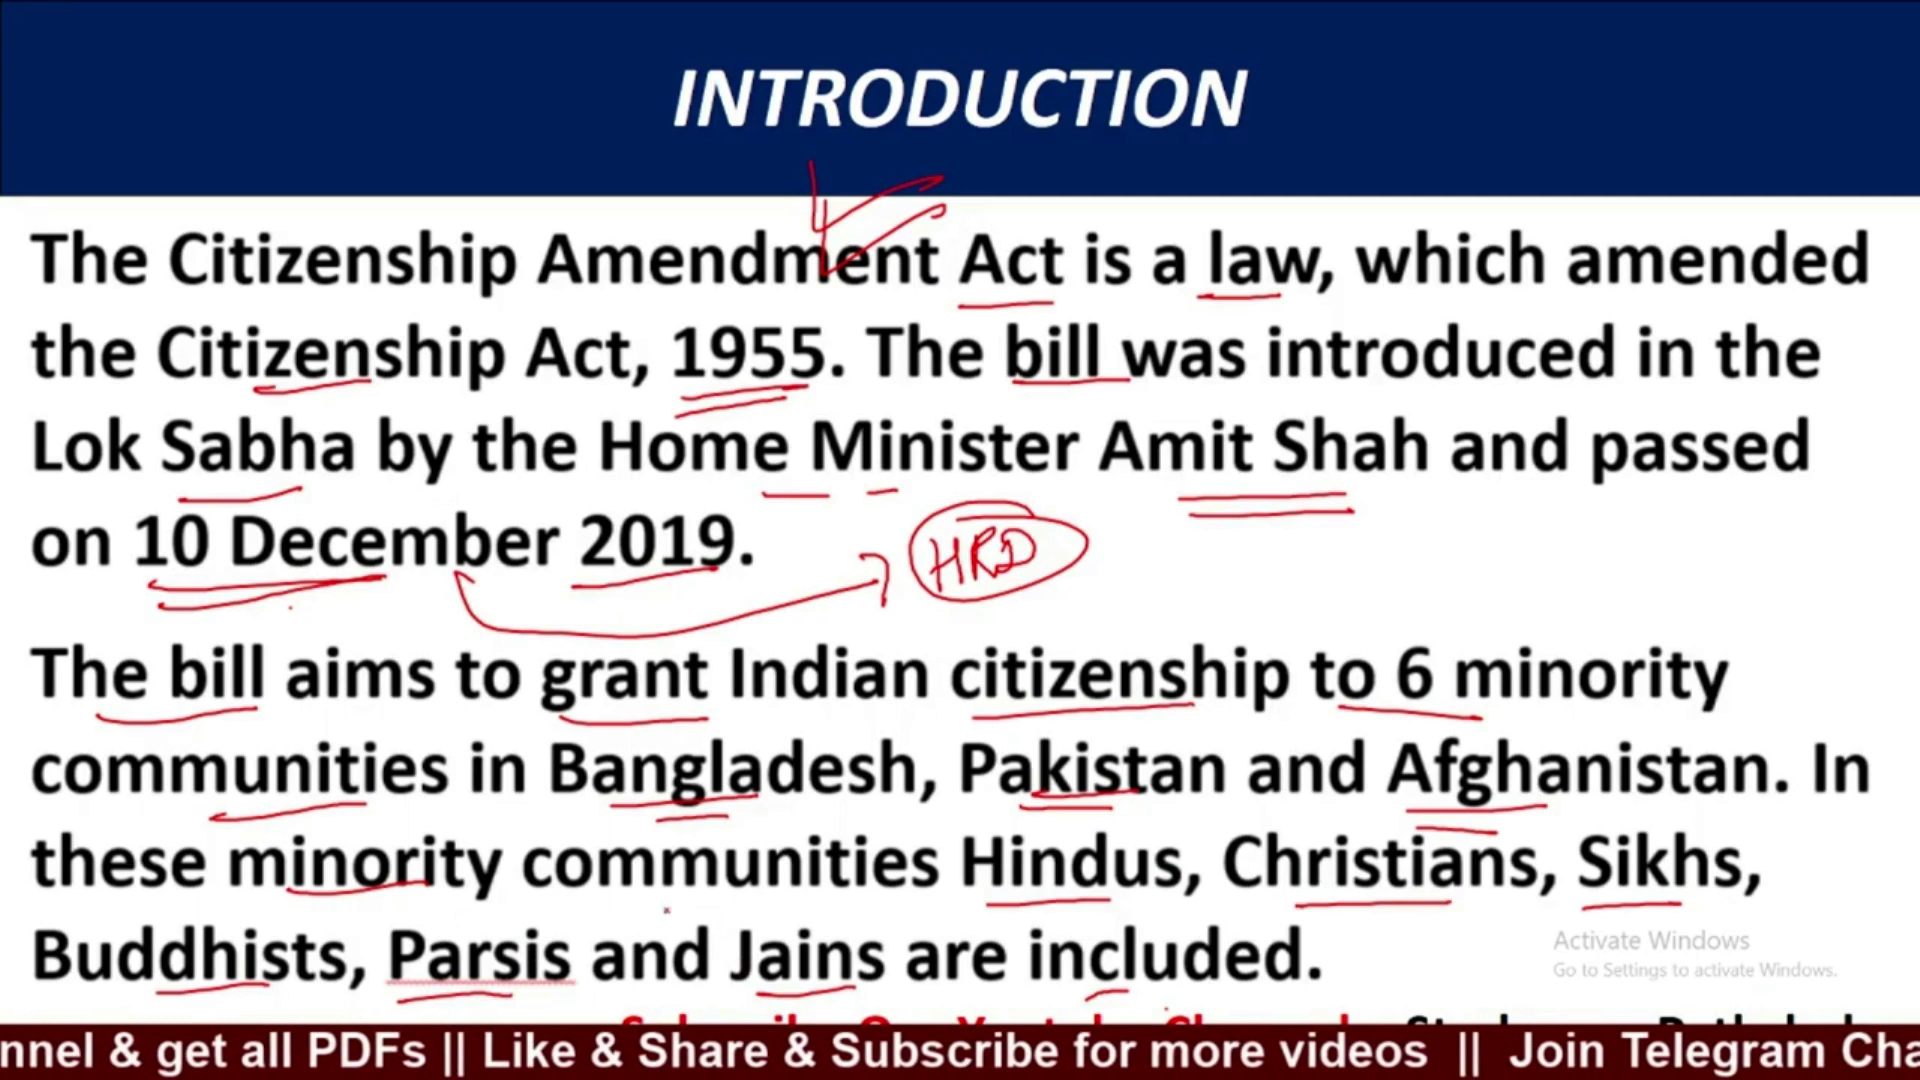 INTRODUCTION
The Citizenship Amendment Act is a law, which amended
the Citizenship Act, 1955. The bill was introduced in the
Lok Sabha by the Home Minister Amit Shah and passed
on 10 December 2019.
HRD
The bill aims to grant Indian citizenship to 6 minority
communities in Bangladesh, Pakistan and Afghanistan. In
these minority communities Hindus, Christians, Sikhs,
Buddhists, Parsis and Jains are included.
Activate Windows
Go to Settings to activate Windows.
nnel & get all PDFs || Like & Share & Subscribe for more videos || Join Telegram Cha